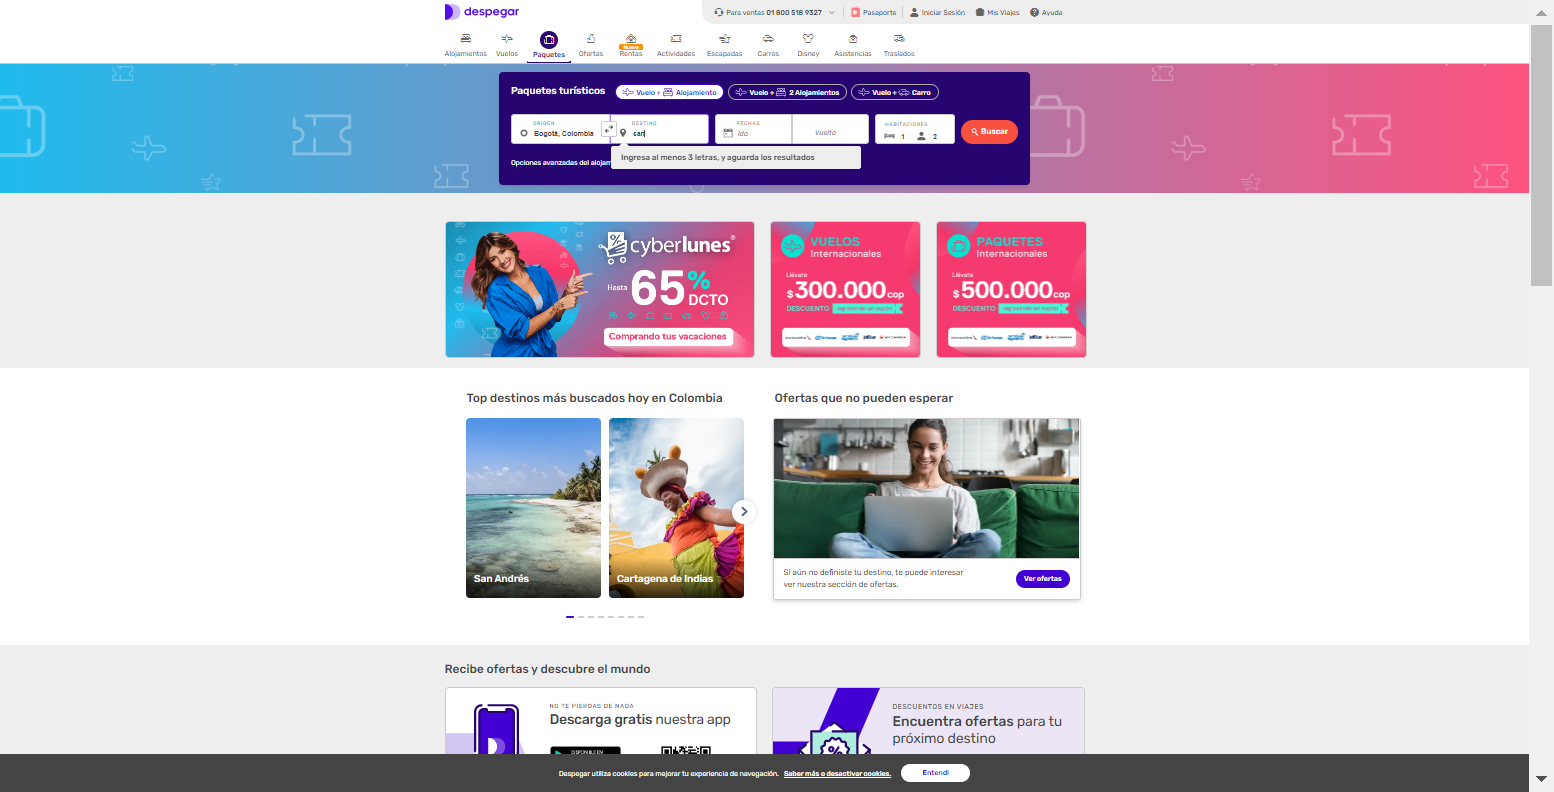 despegar
Para ventas 01 800 518 9327
Pasaporte
Iniciar Sesión
Mis Viajes
Ayuda
Alojamientos
Vuelos
Paquetes
Ofertas
Nuevo
Rentas
Actividades
Escapadas
Carros
Disney
Asistencias
Traslados
Paquetes turísticos
Vuelo + Alojamiento
Vuelo + 2 Alojamientos
Vuelo + Carro
ORIGEN
Bogotá, Colombia
DESTINO
san
FECHAS
Ida
Vuelta
HABITACIONES
1
2
Buscar
Ingresa al menos 3 letras, y aguarda los resultados
Opciones avanzadas del alojam
cyberlunes
Hasta 65% DCTO
Comprando tus vacaciones
VUELOS
Internacionales
Llévate
$300.000cop
DESCUENTO
PAQUETES
Internacionales
Llévate
$500.000cop
DESCUENTO
Top destinos más buscados hoy en Colombia
San Andrés
Cartagena de Indias
Ofertas que no pueden esperar
Si aún no definiste tu destino, te puede interesar
ver nuestra sección de ofertas.
Ver ofertas
Recibe ofertas y descubre el mundo
NO TE PIERDAS DE NADA
Descarga gratis nuestra app
DISPONIBLE EN
DESCUENTOS EN VIAJES
Encuentra ofertas para tu
próximo destino
Despegar utiliza cookies para mejorar tu experiencia de navegación. Saber más o desactivar cookies.
Entendí